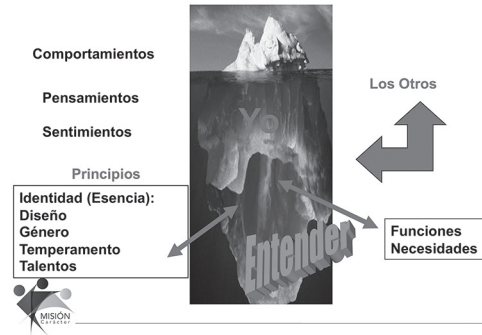 Comportamientos
Pensamientos
Sentimientos
Principios
Identidad (Esencia):
Diseño
Género
Temperamento
Talentos
Yo
Entender
Los Otros
Funciones
Necesidades
MISIÓN
Carácter